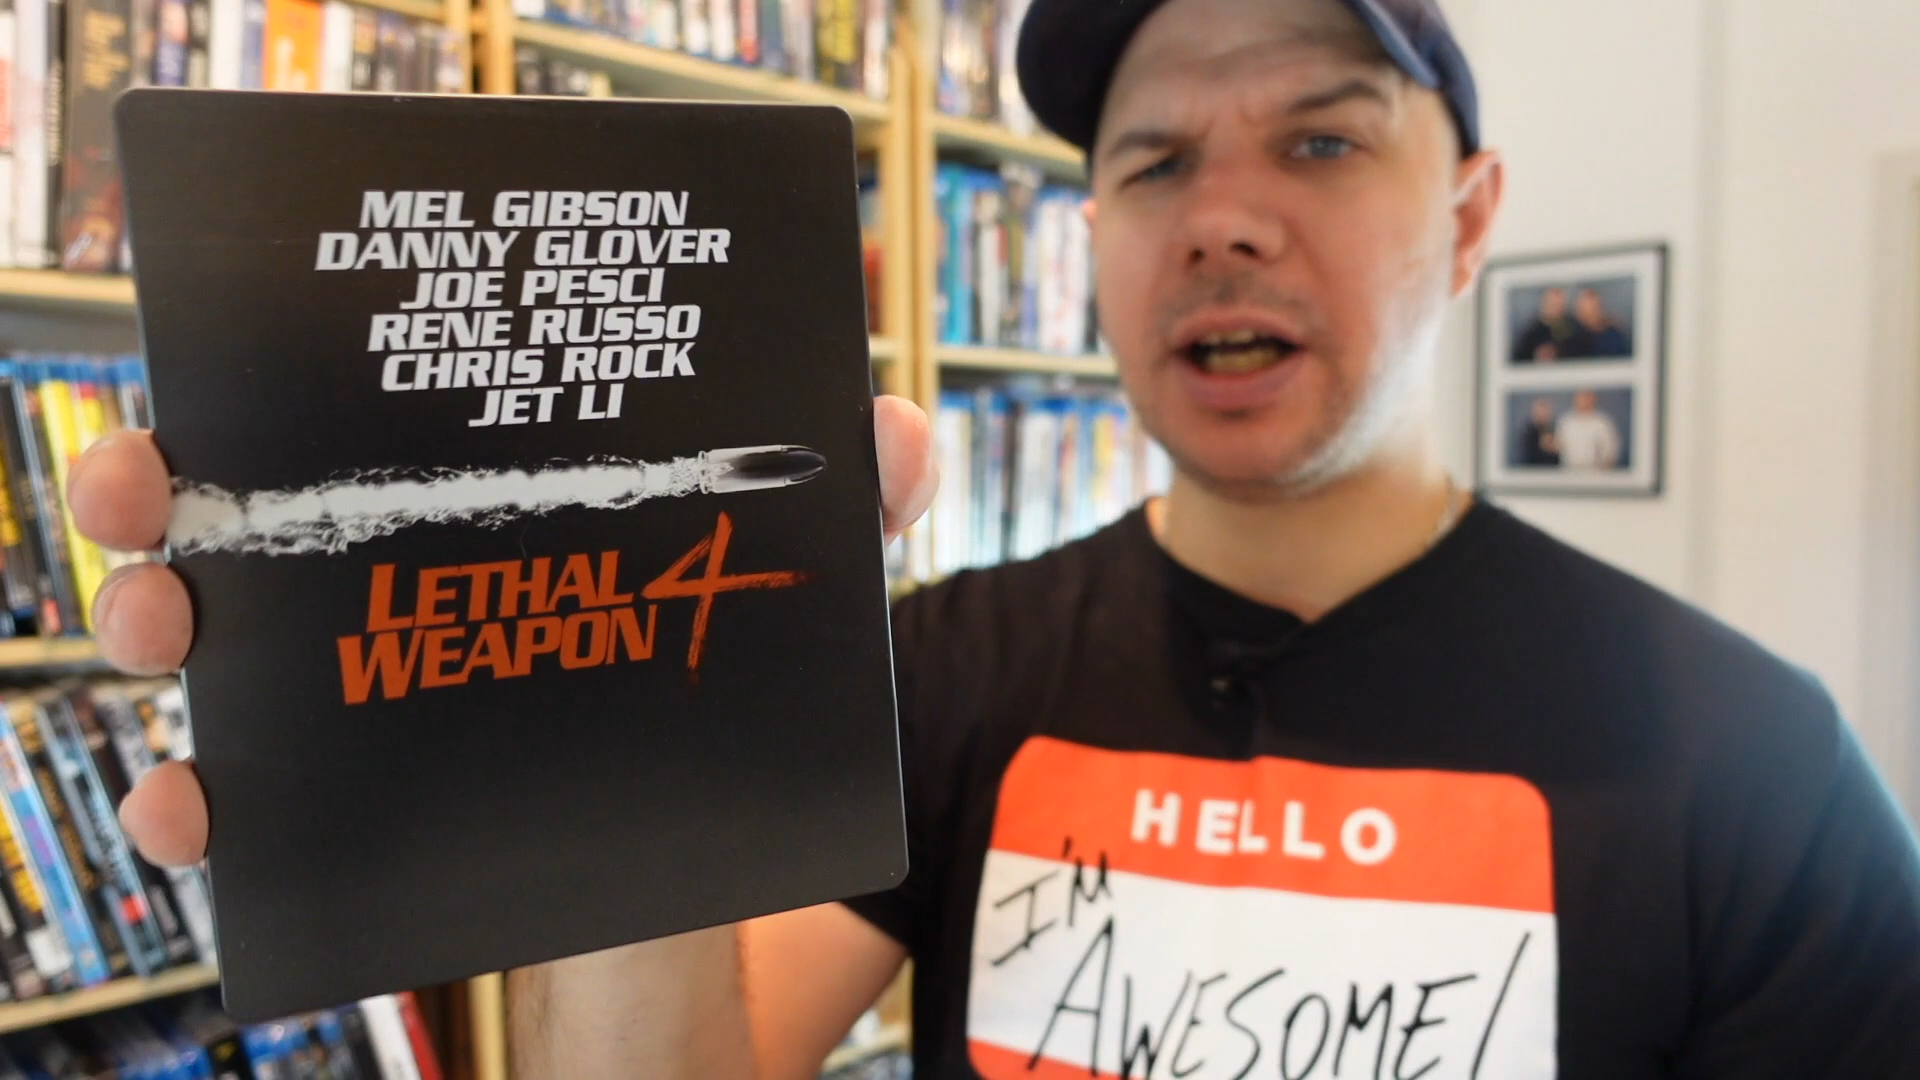 MEL GIBSON
DANNY GLOVER
JOE PESCI
RENE RUSSO
CHRIS ROCK
JET LI
LETHAL
WEAPON 4
HELLO
I'M
AWESOME!